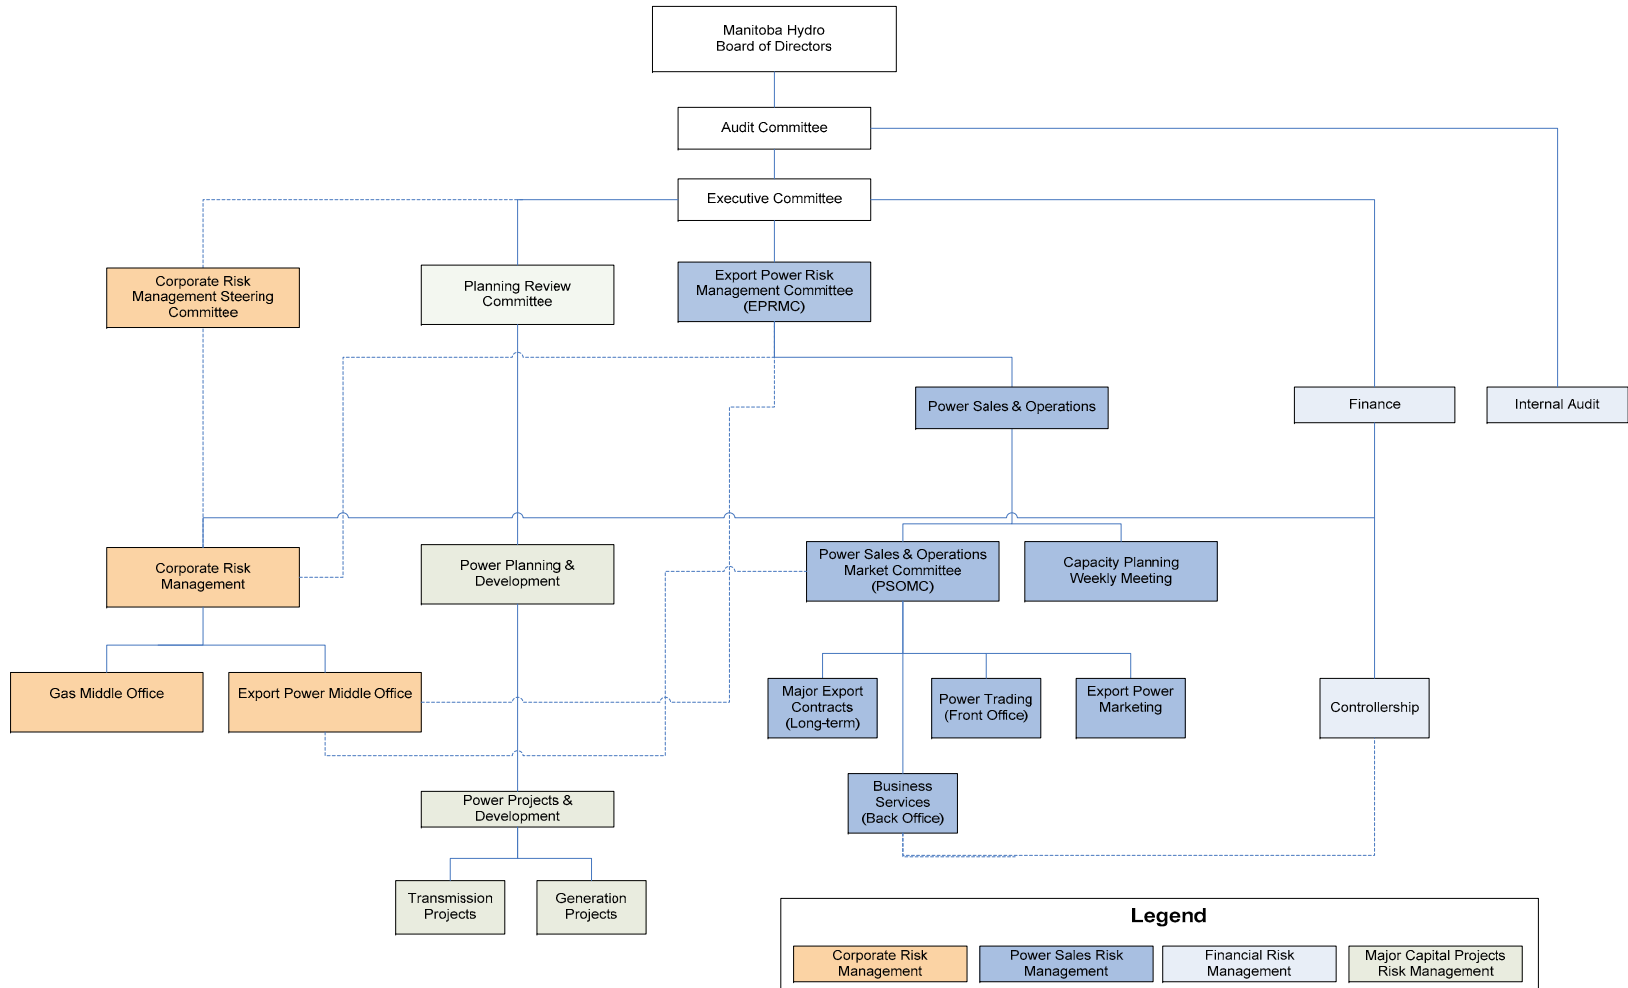 Manitoba Hydro
Board of Directors
Audit Committee
Executive Committee
Corporate Risk
Management Steering
Committee
Planning Review
Committee
Export Power Risk
Management Committee
(EPRMC)
Power Sales & Operations
Finance
Internal Audit
Corporate Risk
Management
Power Planning &
Development
Power Sales & Operations
Market Committee
(PSOMC)
Capacity Planning
Weekly Meeting
Gas Middle Office
Export Power Middle Office
Major Export
Contracts
(Long-term)
Power Trading
(Front Office)
Export Power
Marketing
Controllership
Power Projects &
Development
Business
Services
(Back Office)
Transmission
Projects
Generation
Projects
Legend
Corporate Risk
Management
Power Sales Risk
Management
Financial Risk
Management
Major Capital Projects
Risk Management